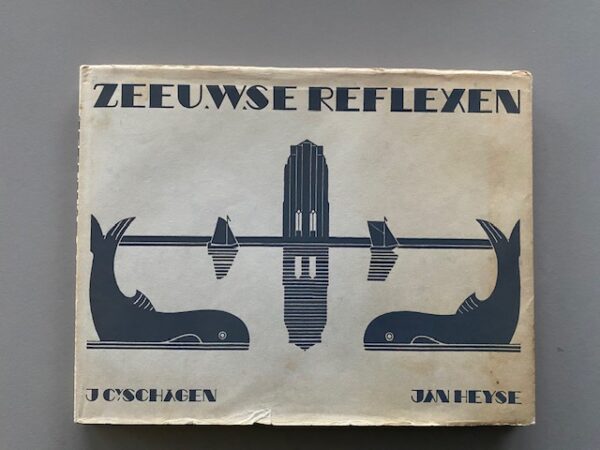 ZEEUWSE REFLEXEN
J C v SCHAGEN
JAN HEYSE